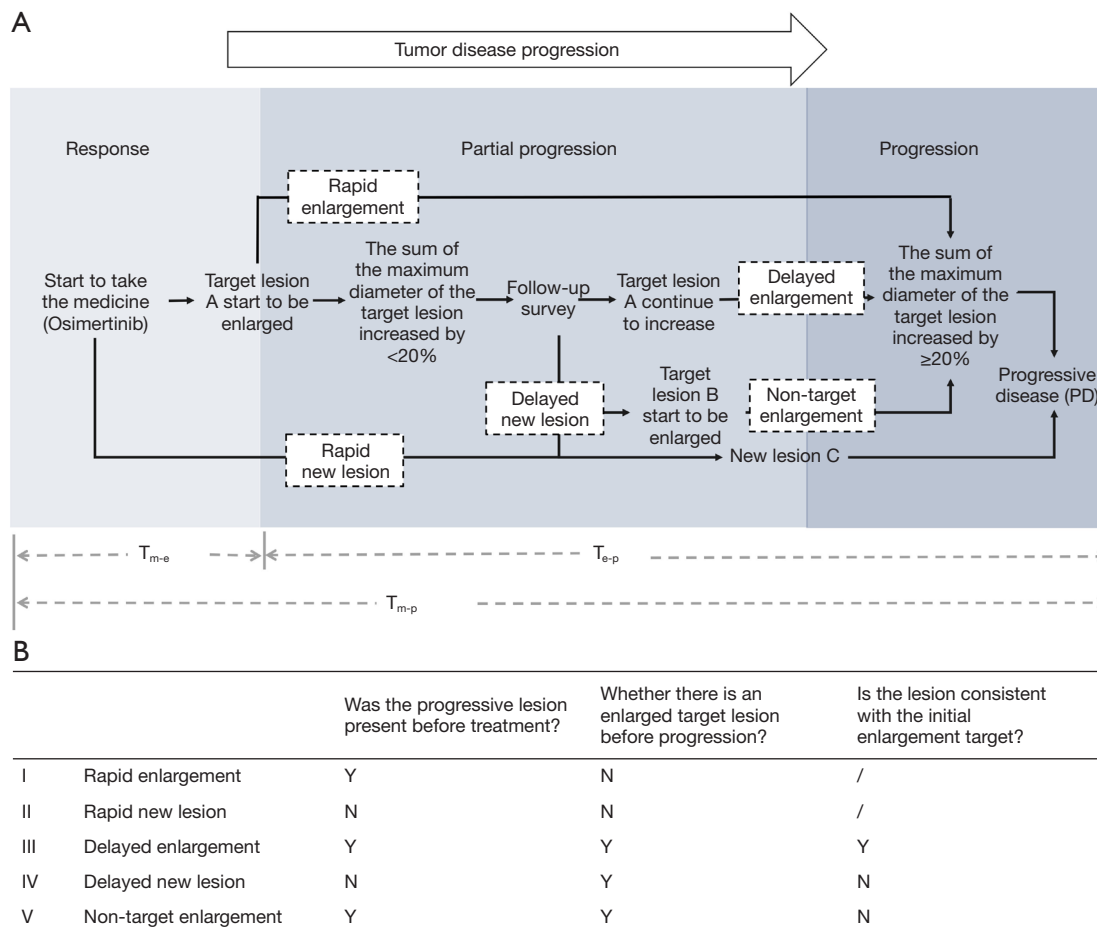 A
Tumor disease progression
Response
Partial progression
Progression
Rapid
enlargement
Start to take
the medicine
(Osimertinib)
Target lesion
A start to be
enlarged
The sum of
the maximum
diameter of the
target lesion
increased by
<20%
Follow-up
survey
Target lesion
A continue
to increase
Delayed
enlargement
The sum of
the maximum
diameter of the
target lesion
increased by
≥20%
Progressive
disease (PD)
Delayed
new lesion
Target
lesion B
start to be
enlarged
Non-target
enlargement
Rapid
new lesion
New lesion C
Tm-e
Te-p
Tm-p
B
Was the progressive lesion
present before treatment?
Whether there is an
enlarged target lesion
before progression?
Is the lesion consistent
with the initial
enlargement target?
I Rapid enlargement Y N /
II Rapid new lesion N N /
III Delayed enlargement Y Y Y
IV Delayed new lesion N Y N
V Non-target enlargement Y Y N